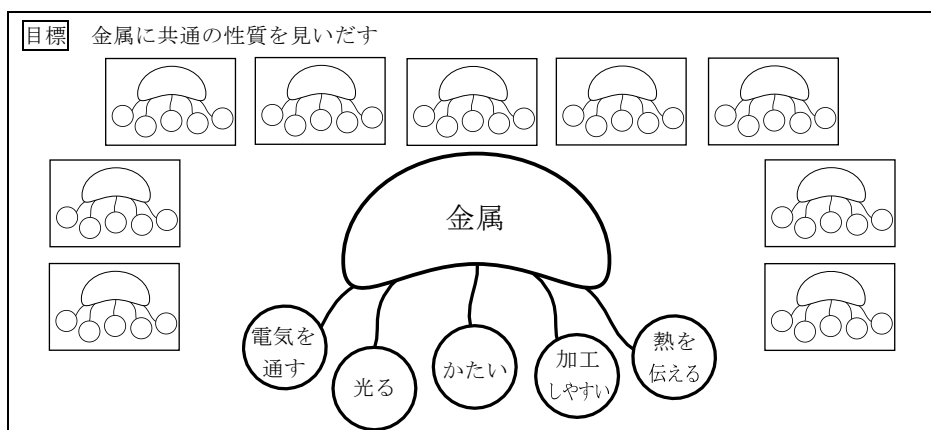 目標 金属に共通の性質を見いだす
金属
電気を
通す
光る
かたい
加工
しやすい
熱を
伝える